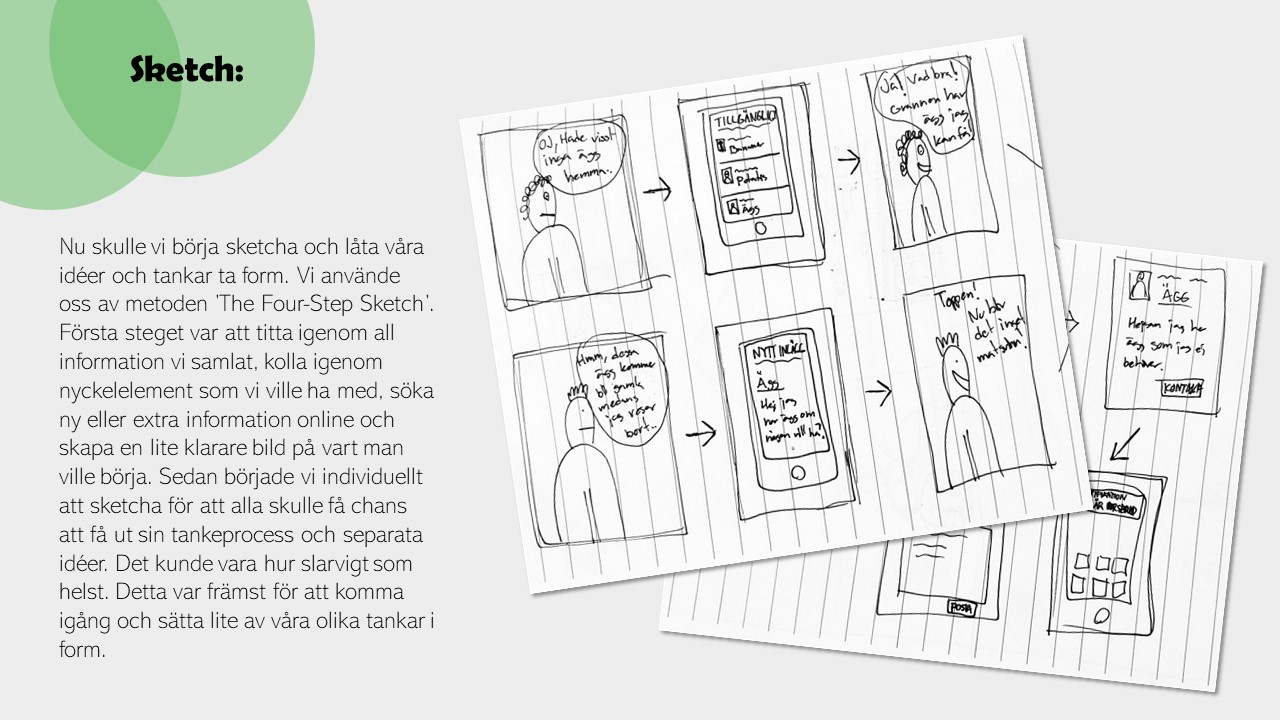 Sketch:
Nu skulle vi börja sketcha och låta våra
idéer och tankar ta form. Vi använde
oss av metoden 'The Four-Step Sketch'.
Första steget var att titta igenom all
information vi samlat, kolla igenom
nyckelelement som vi ville ha med, söka
ny eller extra information online och
skapa en lite klarare bild på vart man
ville börja. Sedan började vi individuellt
att sketcha för att alla skulle få chans
att få ut sin tankeprocess och separata
idéer. Det kunde vara hur slarvigt som
helst. Detta var främst för att komma
igång och sätta lite av våra olika tankar i
form.
OJ, Hade visst
inga ägg
hemma..
TILLGÄNGLIG
Bananer
Potatis
Ägg
Ja! Vad bra!
Grannen har
ägg jag
kan få!
Hmm, dessa
ägg kommer
bli gamla
medans
jag reser
bort..
NYTT INLÄGG
Ägg
Hej jag
har ägg om
någon vill ha?
Toppen!
Nu blir
det inget
matsvinn!
ÄGG
Hejsan jag har
ägg som jag ej
behöver.
KONTAKTA
POSTA